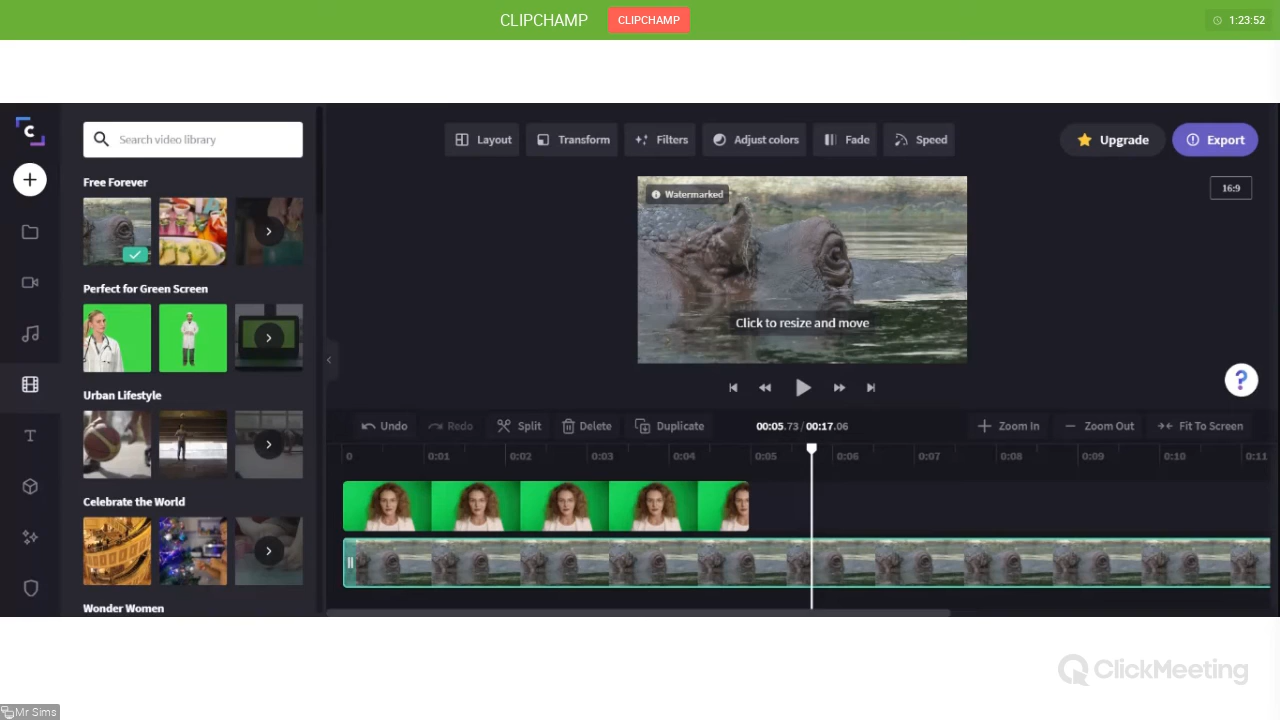 CLIPCHAMP CLIPCHAMP 1:23:52
Search video library
Layout Transform Filters Adjust colors Fade Speed Upgrade Export
Free Forever
Watermarked
16:9
Perfect for Green Screen
Click to resize and move
?
Urban Lifestyle
Undo Redo Split Delete Duplicate 00:05.73 / 00:17.06 Zoom In Zoom Out Fit To Screen
0 0:01 0:02 0:03 0:04 0:05 0:06 0:07 0:08 0:09 0:10 0:11
Celebrate the World
Wonder Women
ClickMeeting
Mr Sims